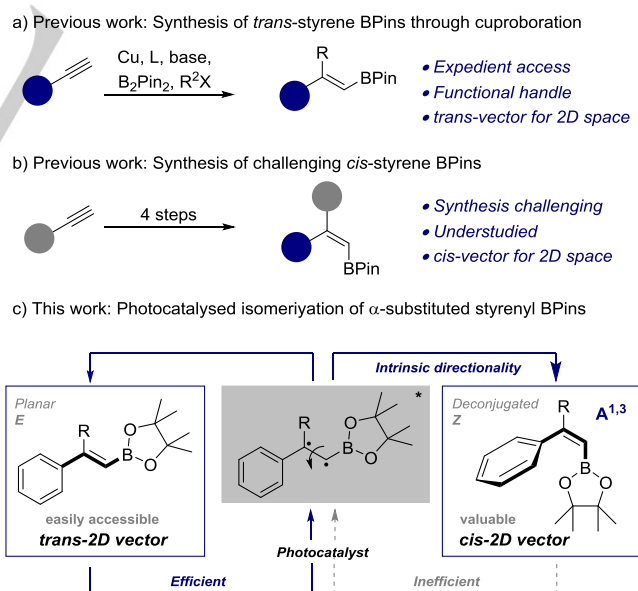 a) Previous work: Synthesis of trans-styrene BPins through cuproboration
Cu, L, base,
B2Pin2, R2X
R
BPin
• Expedient access
• Functional handle
• trans-vector for 2D space
b) Previous work: Synthesis of challenging cis-styrene BPins
4 steps
BPin
• Synthesis challenging
• Understudied
• cis-vector for 2D space
c) This work: Photocatalysed isomeriyation of α-substituted styrenyl BPins
Intrinsic directionality
Planar
E
R
B
O
O
easily accessible
trans-2D vector
*
R
B
O
O
Photocatalyst
Deconjugated
Z
A1,3
R
B
O
O
valuable
cis-2D vector
Efficient
Inefficient